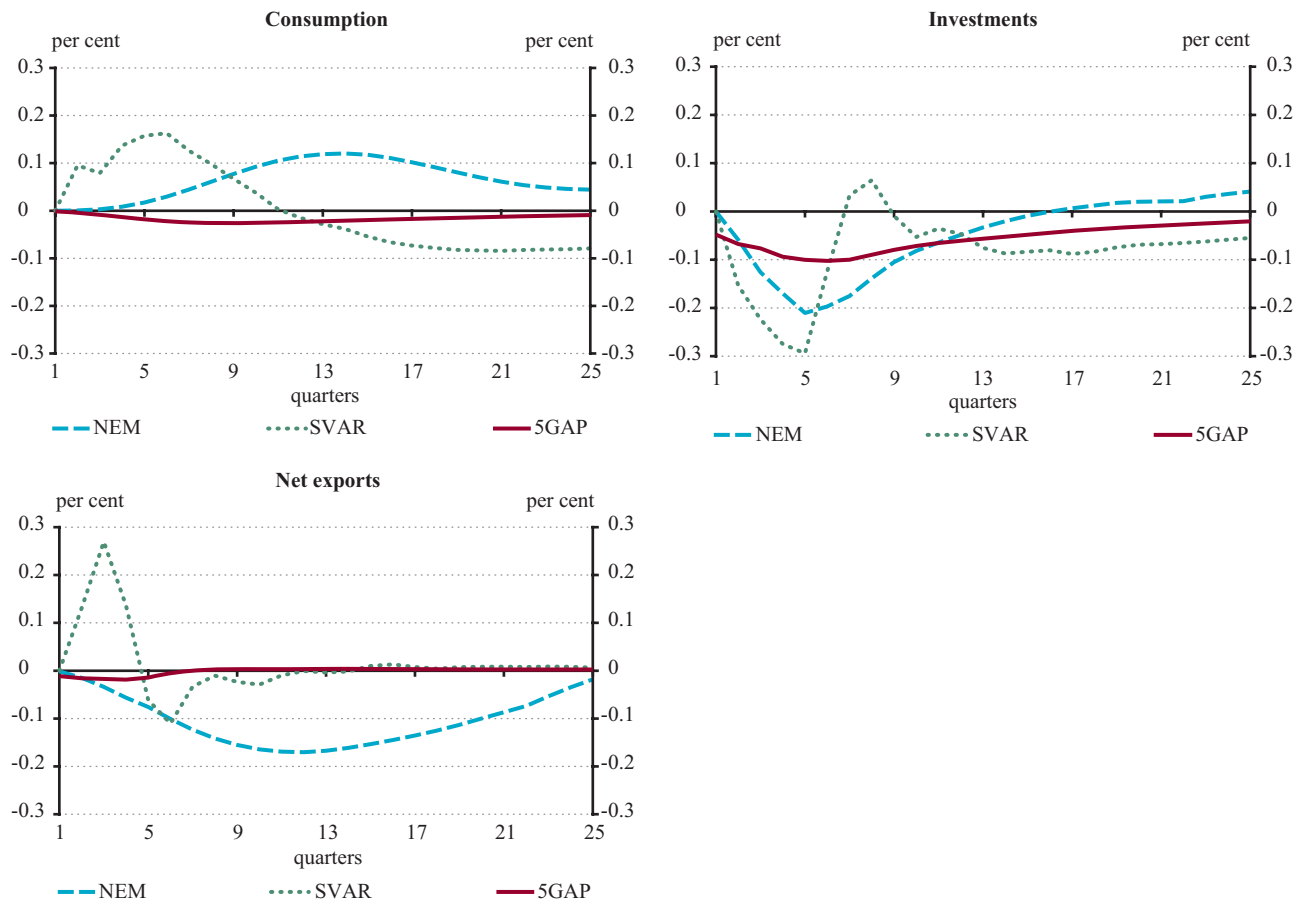 Consumption
per cent per cent
0.3 0.3
0.2 0.2
0.1 0.1
0 0
-0.1 -0.1
-0.2 -0.2
-0.3 -0.3
1 5 9 13 17 21 25
quarters
NEM SVAR 5GAP
Investments
per cent per cent
0.3 0.3
0.2 0.2
0.1 0.1
0 0
-0.1 -0.1
-0.2 -0.2
-0.3 -0.3
1 5 9 13 17 21 25
quarters
NEM SVAR 5GAP
Net exports
per cent per cent
0.3 0.3
0.2 0.2
0.1 0.1
0 0
-0.1 -0.1
-0.2 -0.2
-0.3 -0.3
1 5 9 13 17 21 25
quarters
NEM SVAR 5GAP